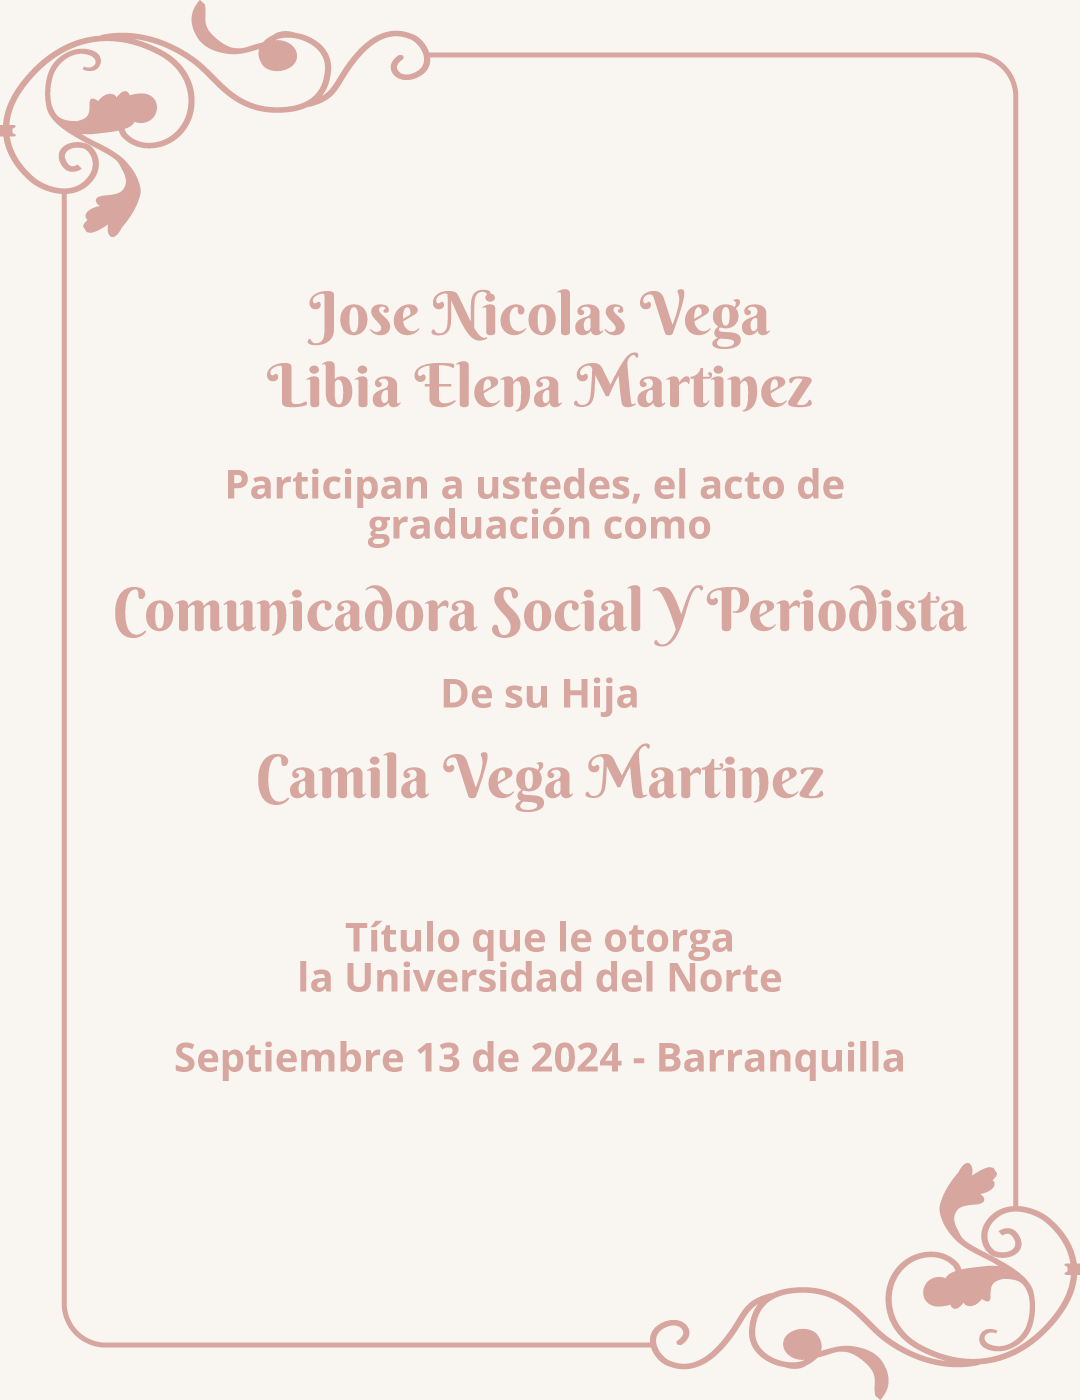 Jose Nicolas Vega
Libia Elena Martinez
Participan a ustedes, el acto de
graduación como
Comunicadora Social Y Periodista
De su Hija
Camila Vega Martinez
Título que le otorga
la Universidad del Norte
Septiembre 13 de 2024 - Barranquilla